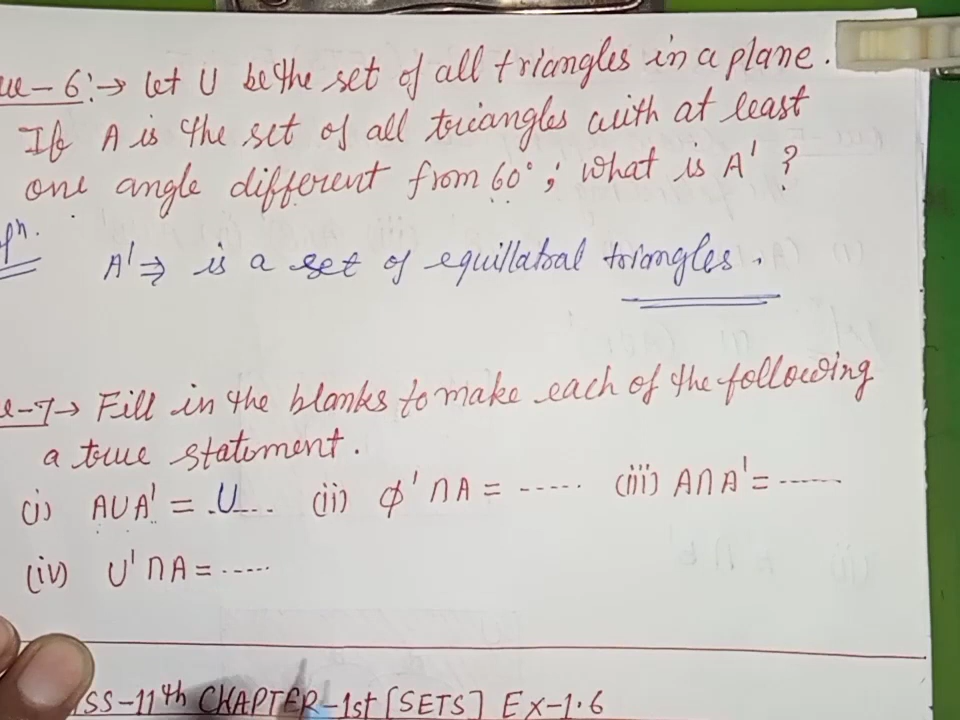 ue-6:→ Let U be the set of all triangles in a plane.
If A is the set of all triangles with at least
one angle different from 60°; what is A' ?
A' ⇒ is a set of equillatral triangles.
e-7→ Fill in the blanks to make each of the following
a true statement.
(i) A∪A' = .U.... (ii) ϕ'∩A = ----- (iii) A∩A' = ------
(iv) U'∩A = -----
SS-11th CHAPTER-1st [SETS] Ex-1.6